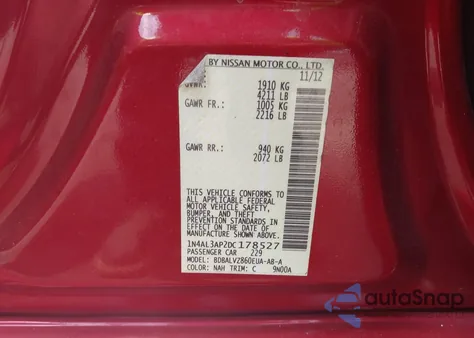 BY NISSAN MOTOR CO., LTD.
11/12
GVWR: 1910 KG
4211 LB
GAWR FR.: 1005 KG
2216 LB
GAWR RR.: 940 KG
2072 LB
THIS VEHICLE CONFORMS TO
ALL APPLICABLE FEDERAL
MOTOR VEHICLE SAFETY,
BUMPER, AND THEFT
PREVENTION STANDARDS IN
EFFECT ON THE DATE OF
MANUFACTURE SHOWN ABOVE.
1N4AL3AP2DC178527
PASSENGER CAR 229
MODEL: BDBALVZ860EUA-AB-A
COLOR: NAH TRIM: C 9N00A
autoSnap